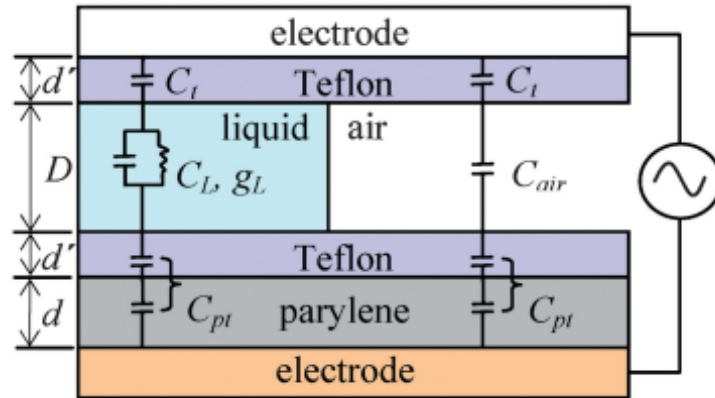 electrode
d′ C_t Teflon C_t
liquid air
D C_L, g_L C_air
d′ Teflon
d C_pt parylene C_pt
electrode